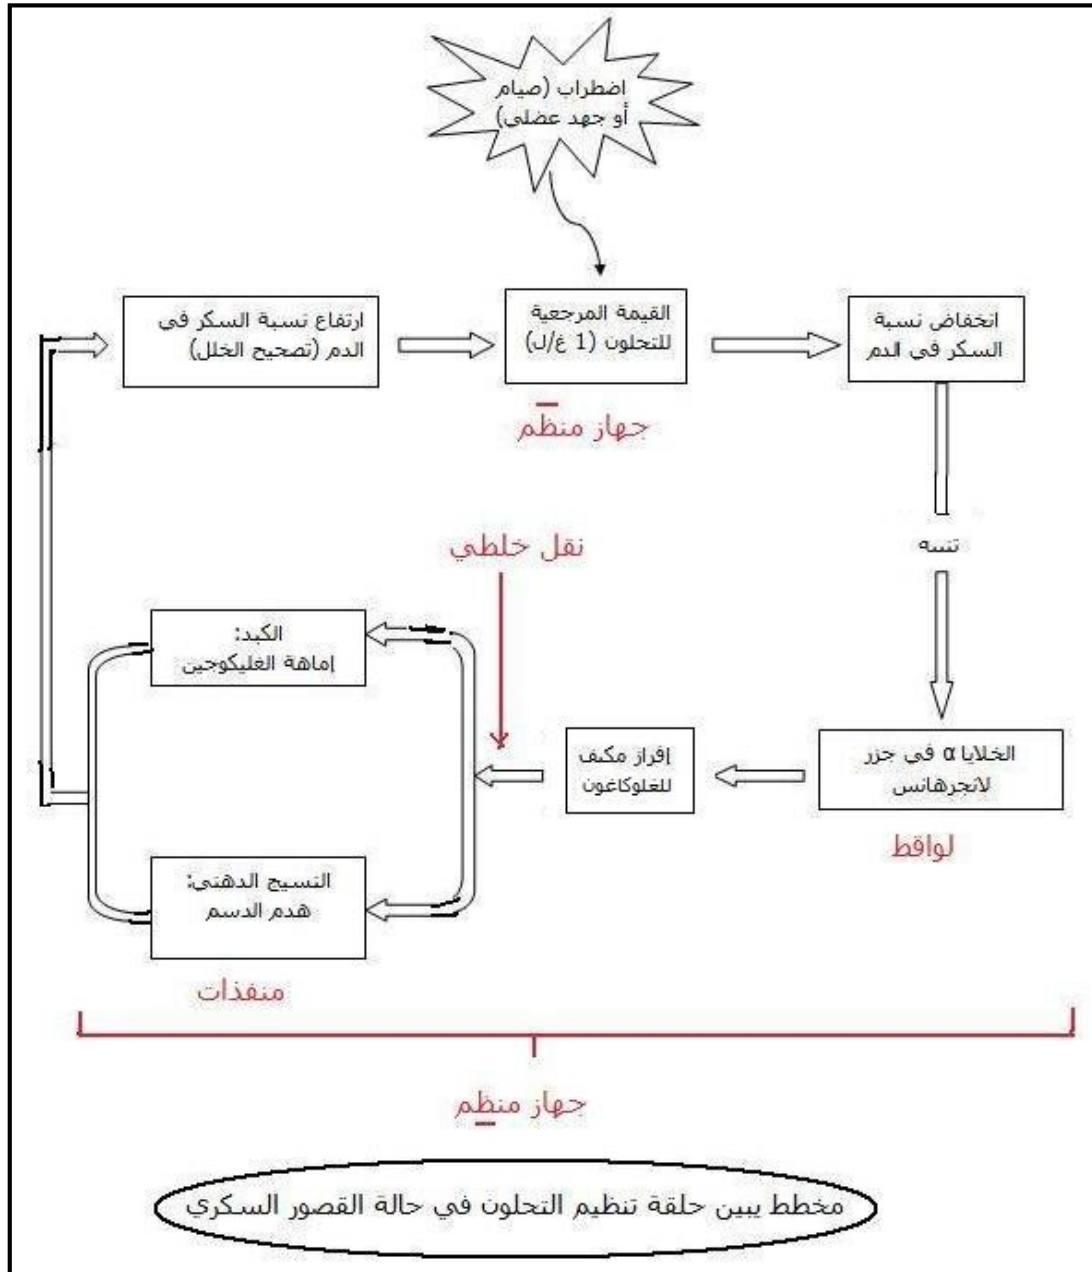 اضطراب (صيام
أو جهد عضلي)
ارتفاع نسبة السكر في
الدم (تصحيح الخلل)
القيمة المرجعية
للتحلون (1 غ/ل)
انخفاض نسبة
السكر في الدم
جهاز منظَم
تنبه
نقل خلطي
الكبد:
إماهة الغليكوجين
إفراز مكثف
للغلوكاغون
الخلايا α في جزر
لانجرهانس
لواقط
النسيج الدهني:
هدم الدسم
منفذات
جهاز منظِم
مخطط يبين حلقة تنظيم التحلون في حالة القصور السكري